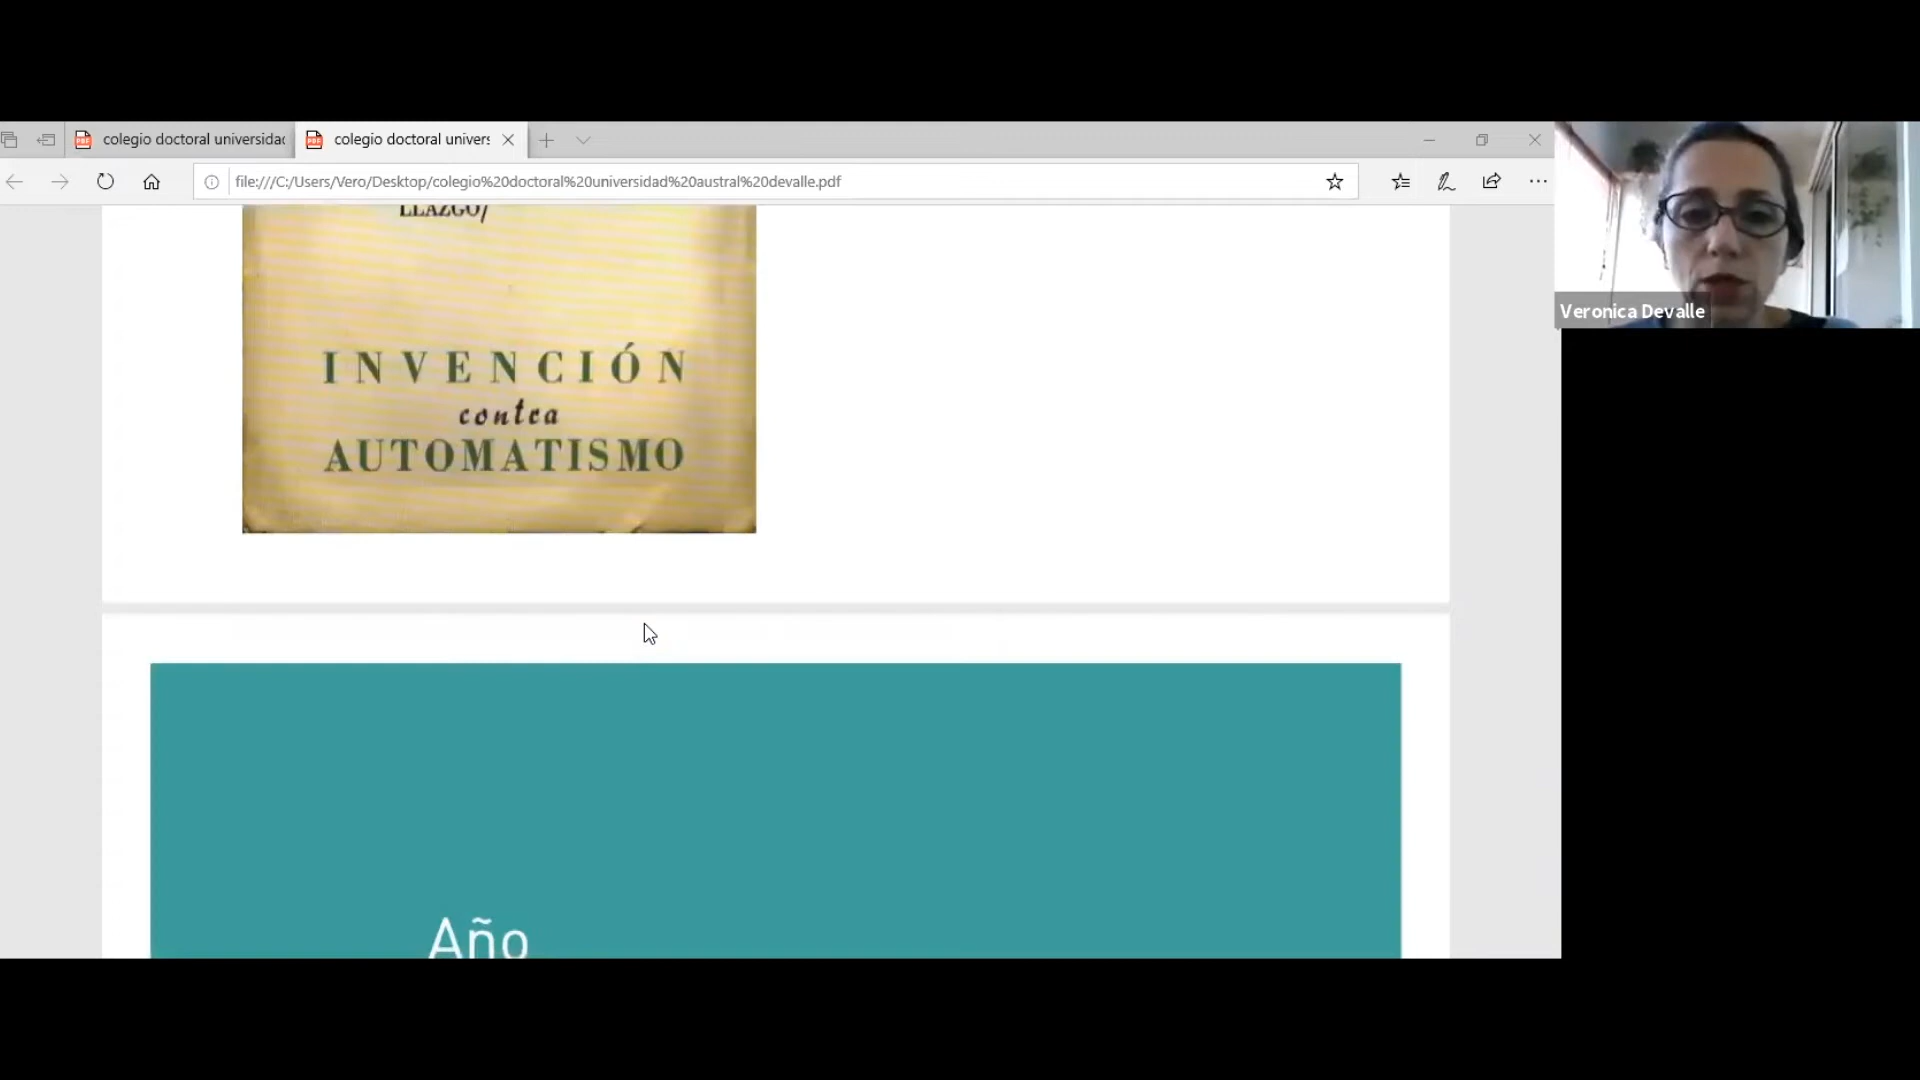 colegio doctoral universidad
colegio doctoral univers
file:///C:/Users/Vero/Desktop/colegio%20doctoral%20universidad%20austral%20devalle.pdf
LLAZGO/
INVENCIÓN
contra
AUTOMATISMO
Año
Veronica Devalle